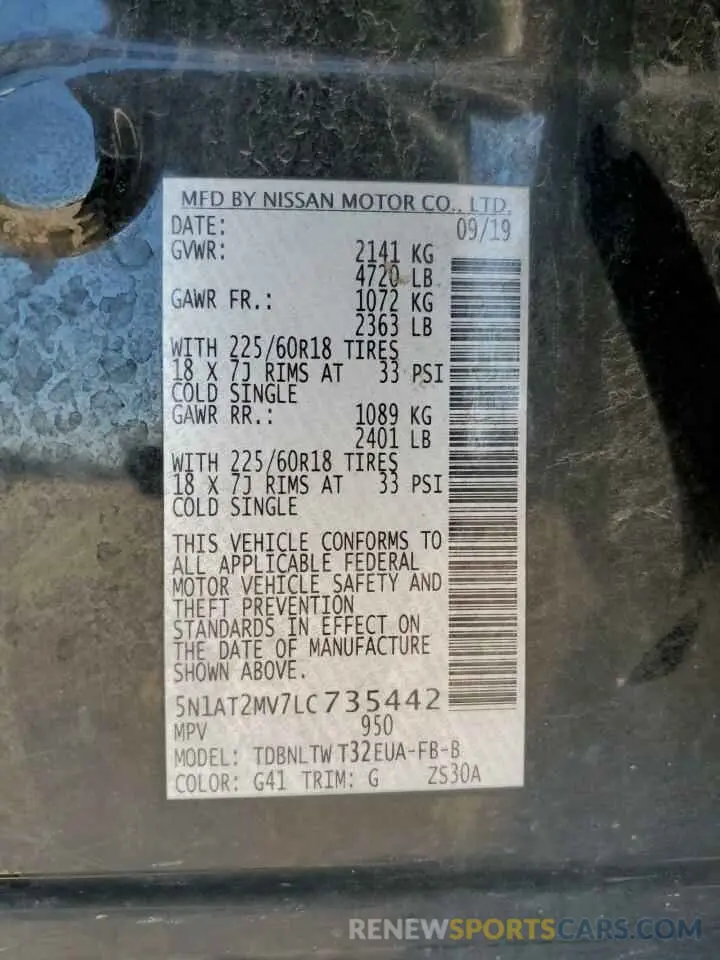 MFD BY NISSAN MOTOR CO., LTD.
DATE: 09/19
GVWR: 2141 KG
4720 LB
GAWR FR.: 1072 KG
2363 LB
WITH 225/60R18 TIRES
18 X 7J RIMS AT 33 PSI
COLD SINGLE
GAWR RR.: 1089 KG
2401 LB
WITH 225/60R18 TIRES
18 X 7J RIMS AT 33 PSI
COLD SINGLE
THIS VEHICLE CONFORMS TO
ALL APPLICABLE FEDERAL
MOTOR VEHICLE SAFETY AND
THEFT PREVENTION
STANDARDS IN EFFECT ON
THE DATE OF MANUFACTURE
SHOWN ABOVE.
5N1AT2MV7LC735442
MPV 950
MODEL: TDBNLTW T32EUA-FB-B
COLOR: G41 TRIM: G ZS30A
RENEWSPORTSCARS.COM